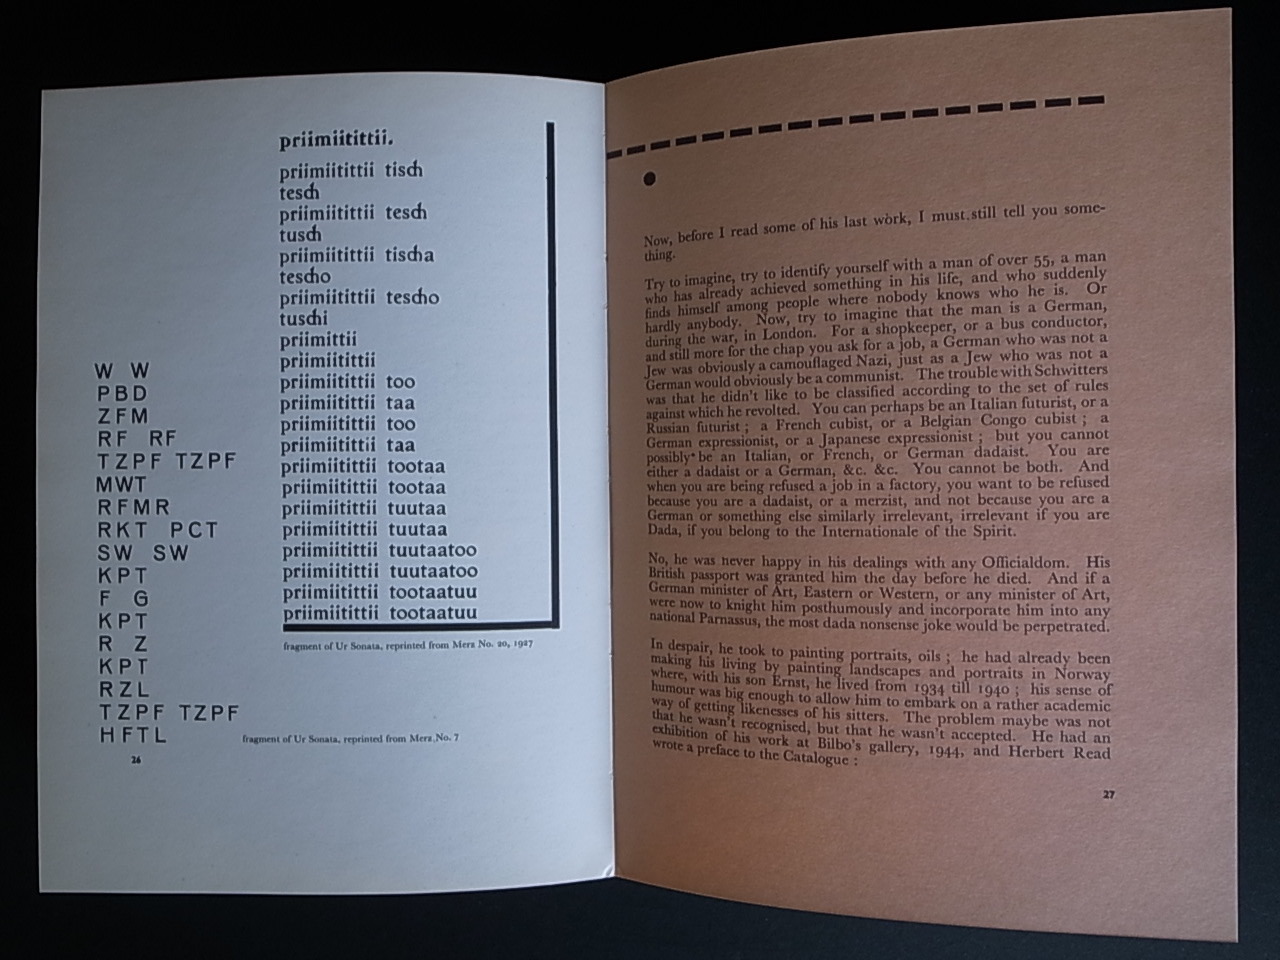 priimiitittii.
priimiitittii tisch
tesch
priimiitittii tesch
tusch
priimiitittii tischa
tescho
priimiitittii tescho
tuschi
priimittii
priimiitittii
priimiitittii too
priimiitittii taa
priimiitittii too
priimiitittii taa
priimiitittii tootaa
priimiitittii tootaa
priimiitittii tuutaa
priimiitittii tuutaa
priimiitittii tuutaatoo
priimiitittii tuutaatoo
priimiitittii tootaatuu
priimiitittii tootaatuu
fragment of Ur Sonata, reprinted from Merz No. 20, 1927
W W
PBD
ZFM
RF RF
TZPF TZPF
MWT
RFMR
RKT PCT
SW SW
KPT
F G
KPT
R Z
KPT
RZL
TZPF TZPF
HFTL
fragment of Ur Sonata, reprinted from Merz No. 7
26
Now, before I read some of his last work, I must still tell you some-
thing.
Try to imagine, try to identify yourself with a man of over 55, a man
who has already achieved something in his life, and who suddenly
finds himself among people where nobody knows who he is. Or
hardly anybody. Now, try to imagine that the man is a German,
during the war, in London. For a shopkeeper, or a bus conductor,
and still more for the chap you ask for a job, a German who was not a
Jew was obviously a camouflaged Nazi, just as a Jew who was not a
German would obviously be a communist. The trouble with Schwitters
was that he didn't like to be classified according to the set of rules
against which he revolted. You can perhaps be an Italian futurist, or a
Russian futurist ; a French cubist, or a Belgian Congo cubist ; a
German expressionist, or a Japanese expressionist ; but you cannot
possibly be an Italian, or French, or German dadaist. You are
either a dadaist or a German, &c. &c. You cannot be both. And
when you are being refused a job in a factory, you want to be refused
because you are a dadaist, or a merzist, and not because you are a
German or something else similarly irrelevant, irrelevant if you are
Dada, if you belong to the Internationale of the Spirit.
No, he was never happy in his dealings with any Officialdom. His
British passport was granted him the day before he died. And if a
German minister of Art, Eastern or Western, or any minister of Art,
were now to knight him posthumously and incorporate him into any
national Parnassus, the most dada nonsense joke would be perpetrated.
In despair, he took to painting portraits, oils ; he had already been
making his living by painting landscapes and portraits in Norway
where, with his son Ernst, he lived from 1934 till 1940 ; his sense of
humour was big enough to allow him to embark on a rather academic
way of getting likenesses of his sitters. The problem maybe was not
that he wasn't recognised, but that he wasn't accepted. He had an
exhibition of his work at Bilbo's gallery, 1944, and Herbert Read
wrote a preface to the Catalogue :
27